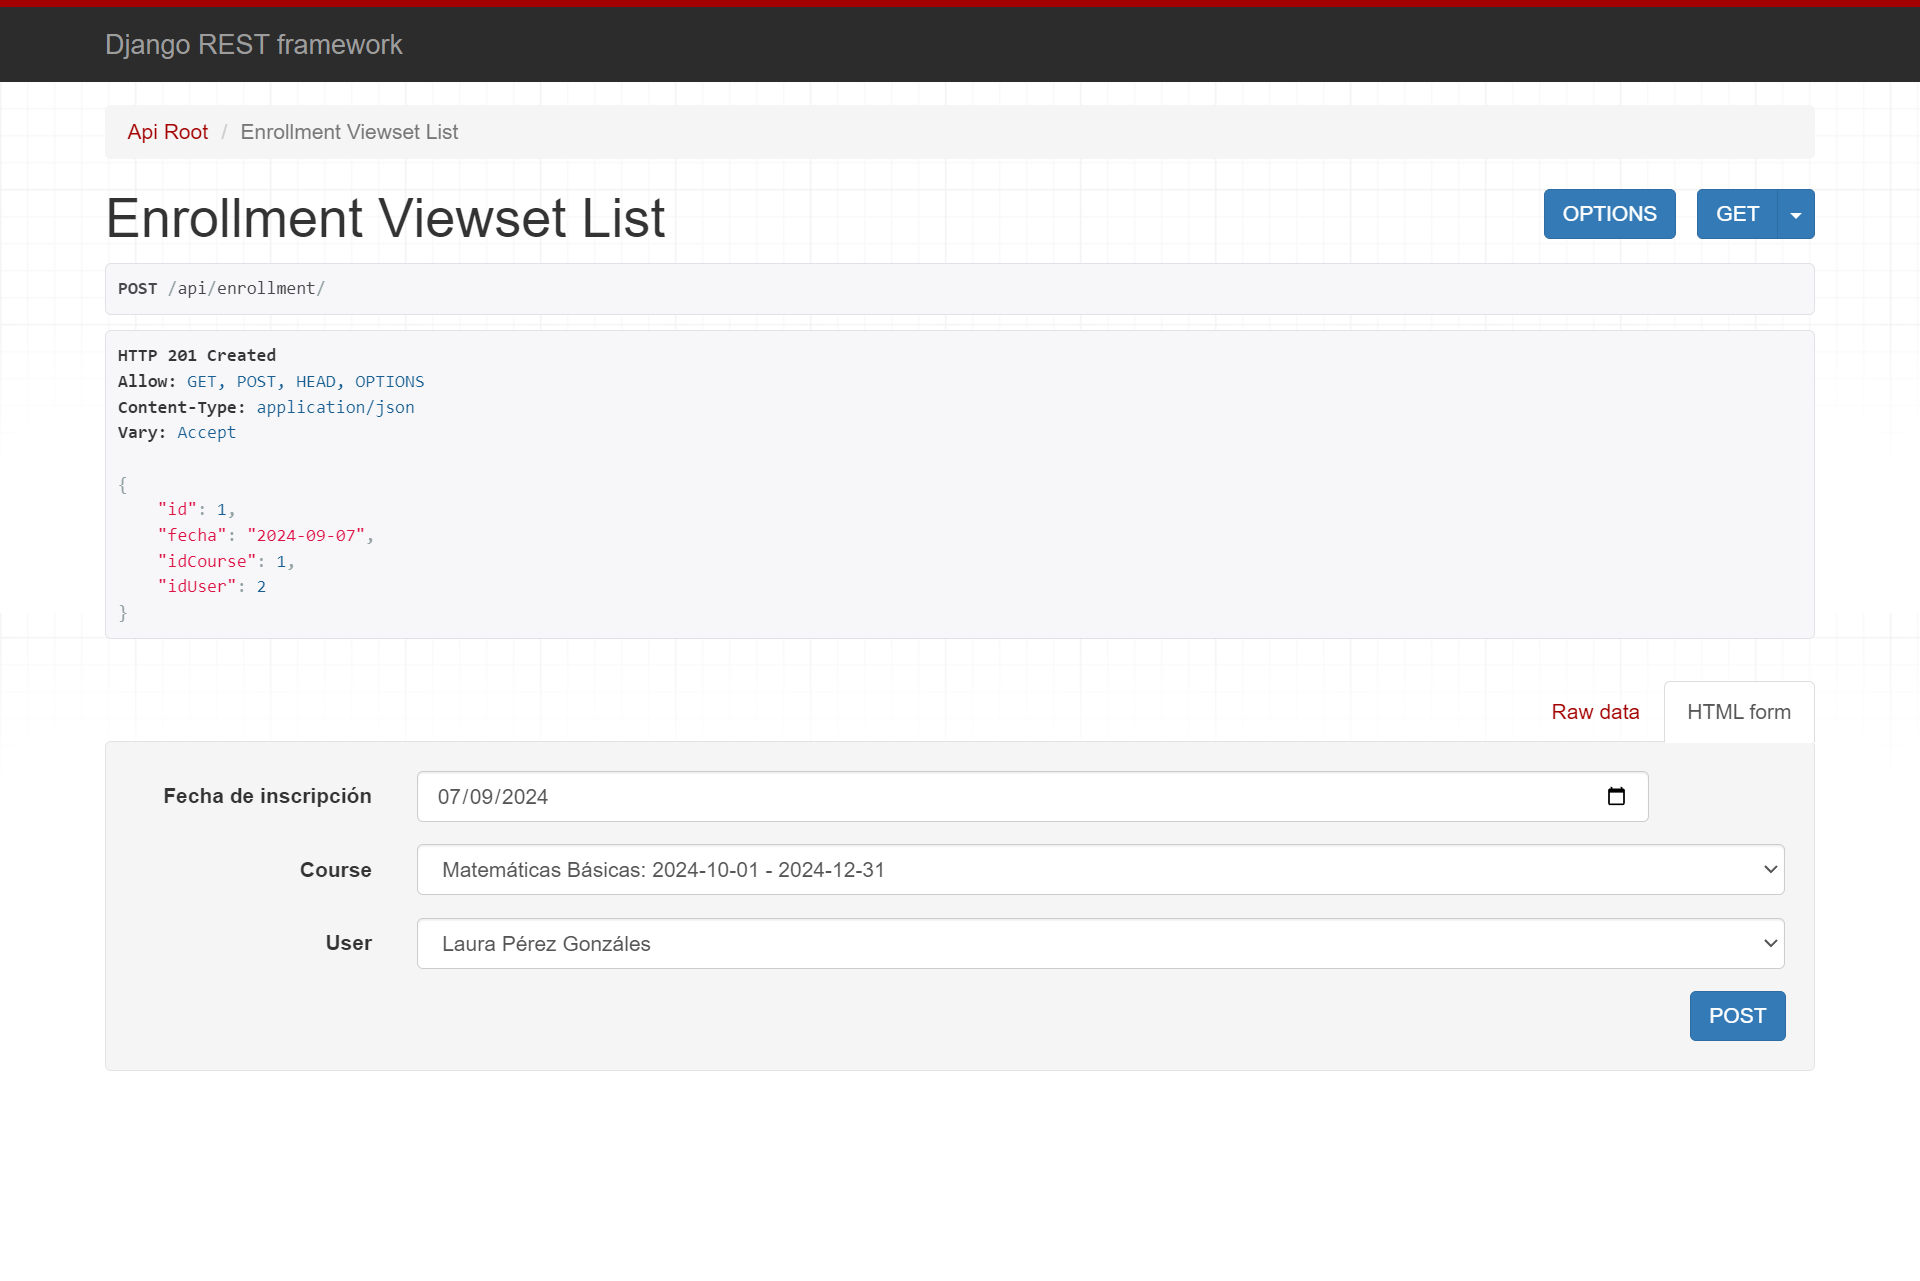 Django REST framework
Api Root / Enrollment Viewset List
Enrollment Viewset List
OPTIONS
GET
POST /api/enrollment/
HTTP 201 Created
Allow: GET, POST, HEAD, OPTIONS
Content-Type: application/json
Vary: Accept
{
    "id": 1,
    "fecha": "2024-09-07",
    "idCourse": 1,
    "idUser": 2
}
Raw data
HTML form
Fecha de inscripción
07/09/2024
Course
Matemáticas Básicas: 2024-10-01 - 2024-12-31
User
Laura Pérez Gonzáles
POST